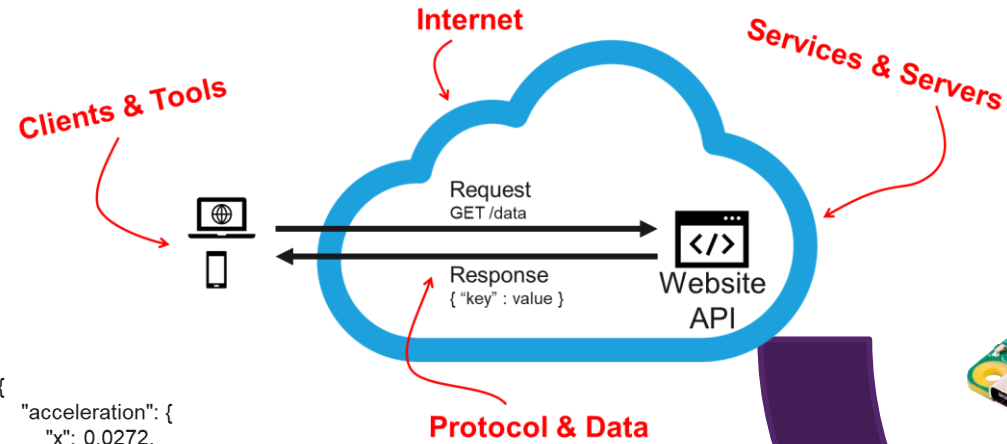 Internet
Services & Servers
Clients & Tools
Request
GET /data
</>
Response
{ “key” : value }
Website
API
Protocol & Data
{
"acceleration": {
"x": 0.0272,